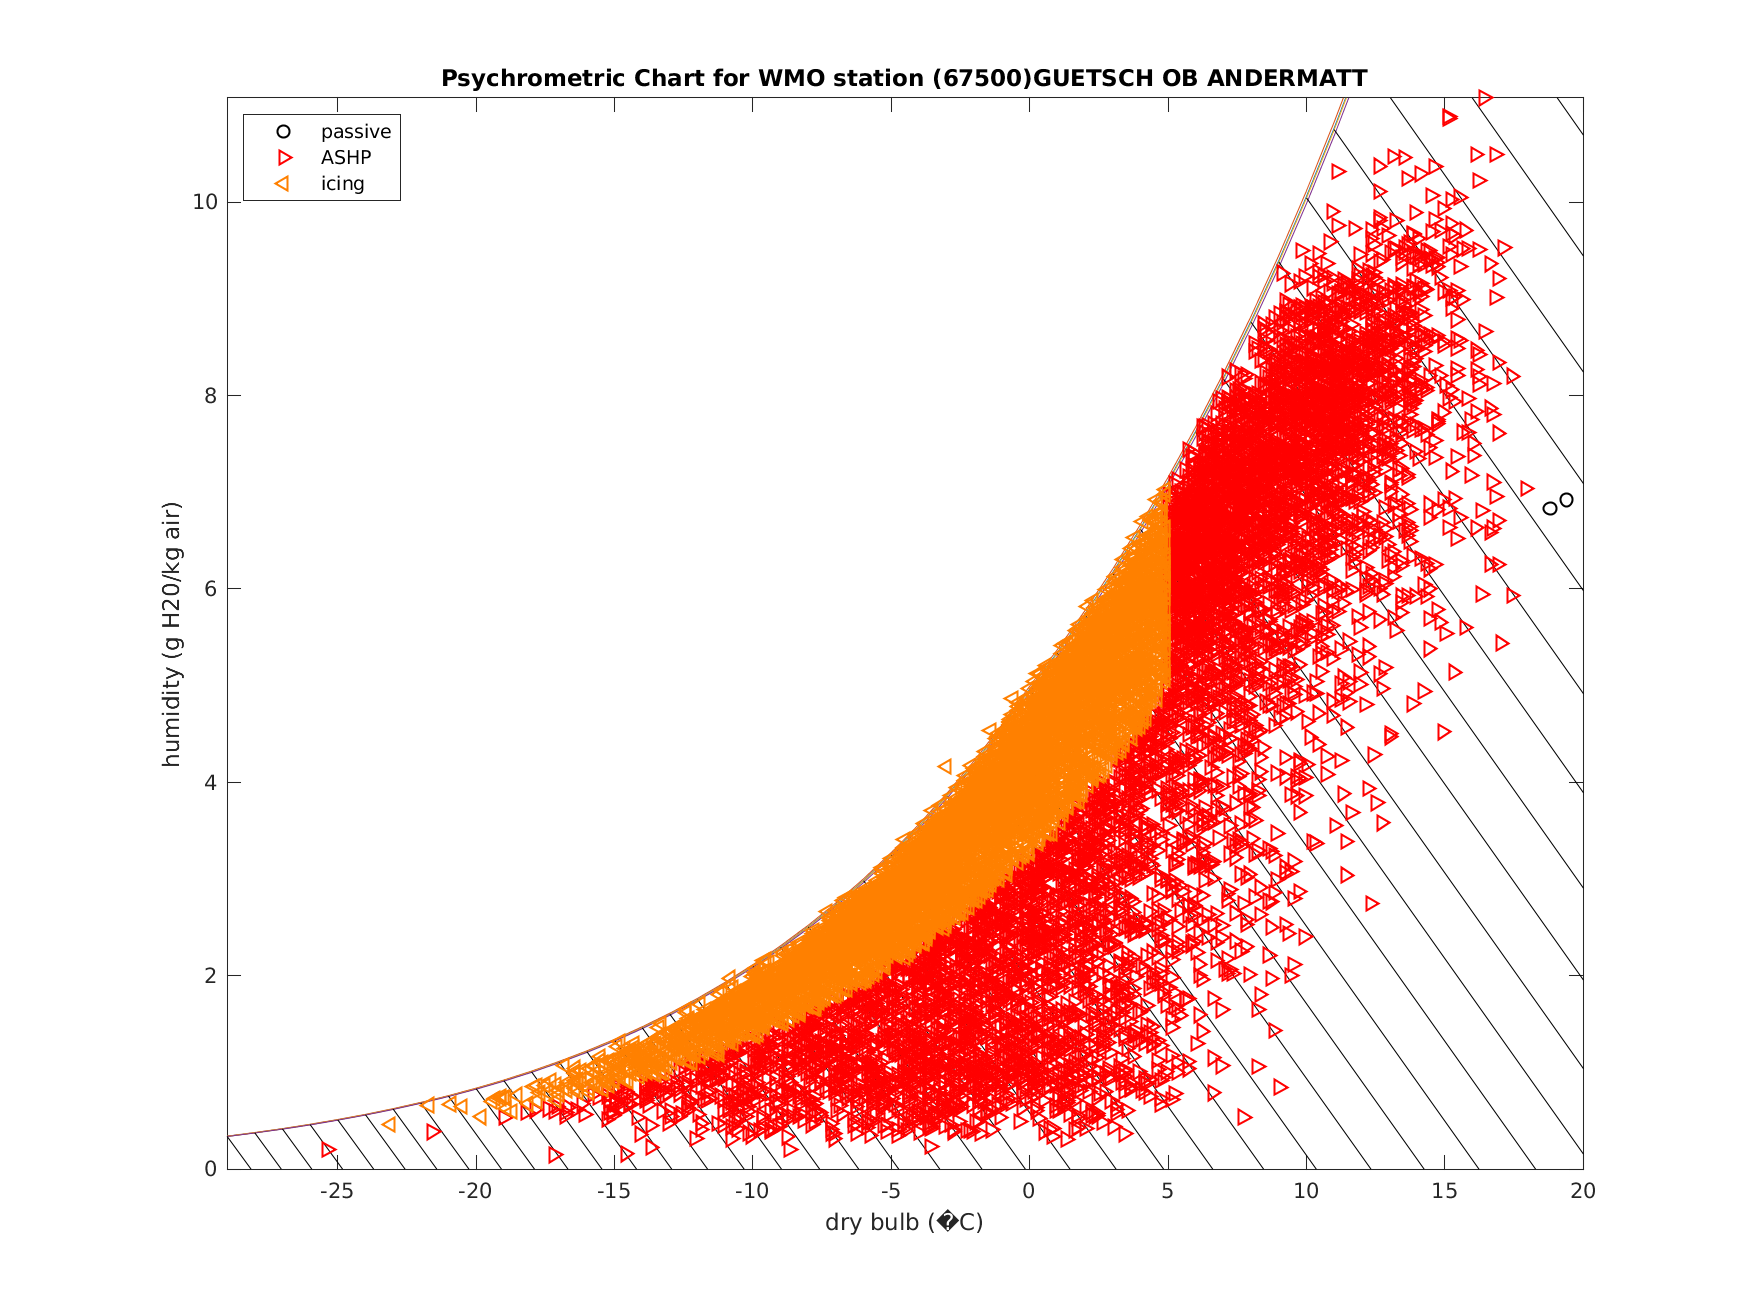 Psychrometric Chart for WMO station (67500)GUETSCH OB ANDERMATT
passive
ASHP
icing
10
8
6
4
2
0
humidity (g H20/kg air)
-25 -20 -15 -10 -5 0 5 10 15 20
dry bulb (�C)